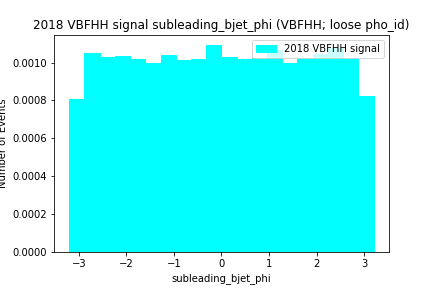 2018 VBFHH signal subleading_bjet_phi (VBFHH; loose pho_id)
2018 VBFHH signal
Number of Events
0.0010
0.0008
0.0006
0.0004
0.0002
0.0000
−3 −2 −1 0 1 2 3
subleading_bjet_phi